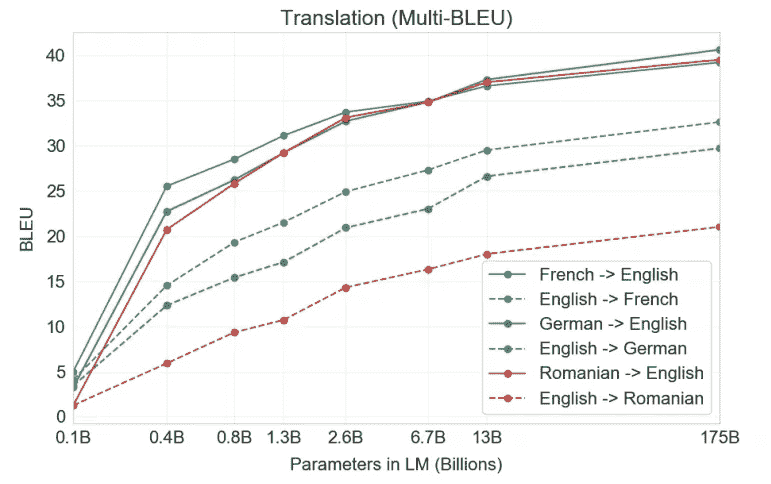 Translation (Multi-BLEU)
40
35
30
25
20
15
10
5
0
BLEU
0.1B 0.4B 0.8B 1.3B 2.6B 6.7B 13B 175B
Parameters in LM (Billions)
French -> English
English -> French
German -> English
English -> German
Romanian -> English
English -> Romanian